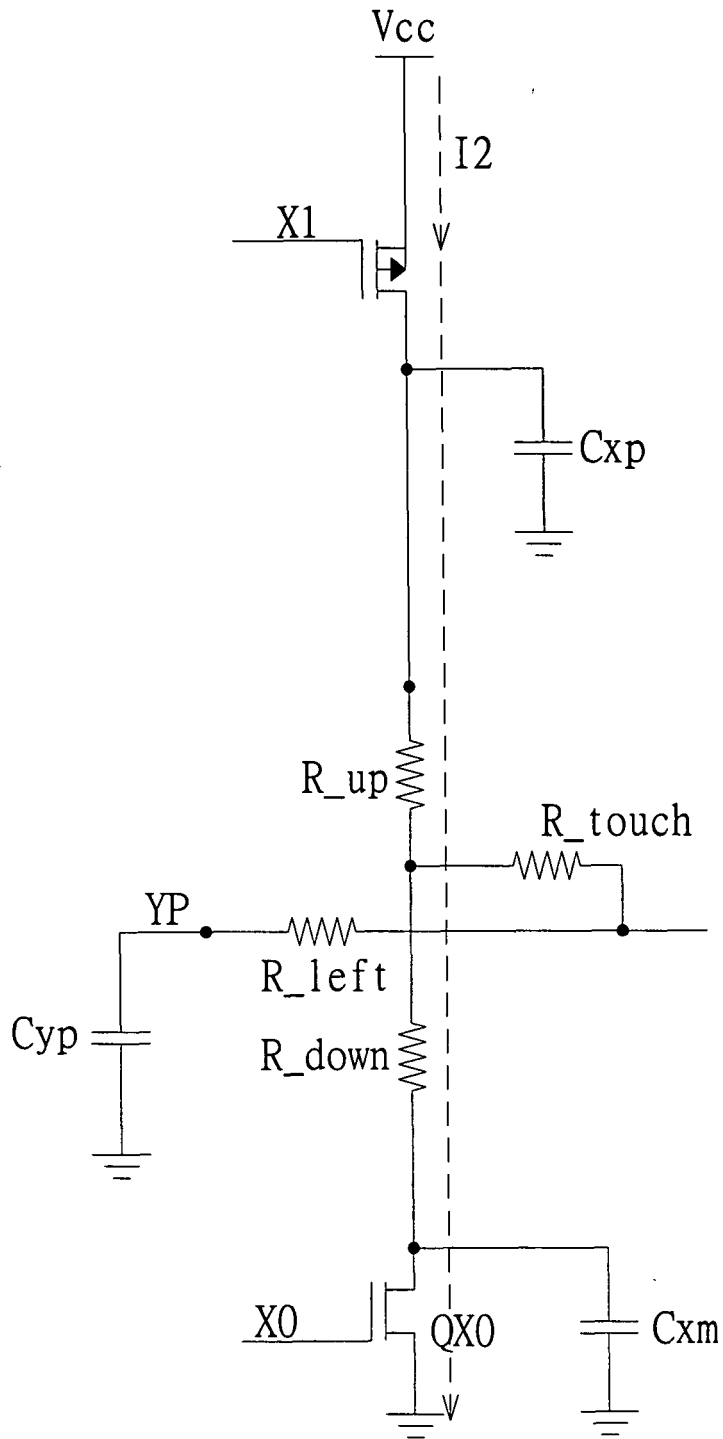 Vcc
I2
X1
Cxp
R_up
R_touch
YP
R_left
Cyp
R_down
X0
QX0
Cxm